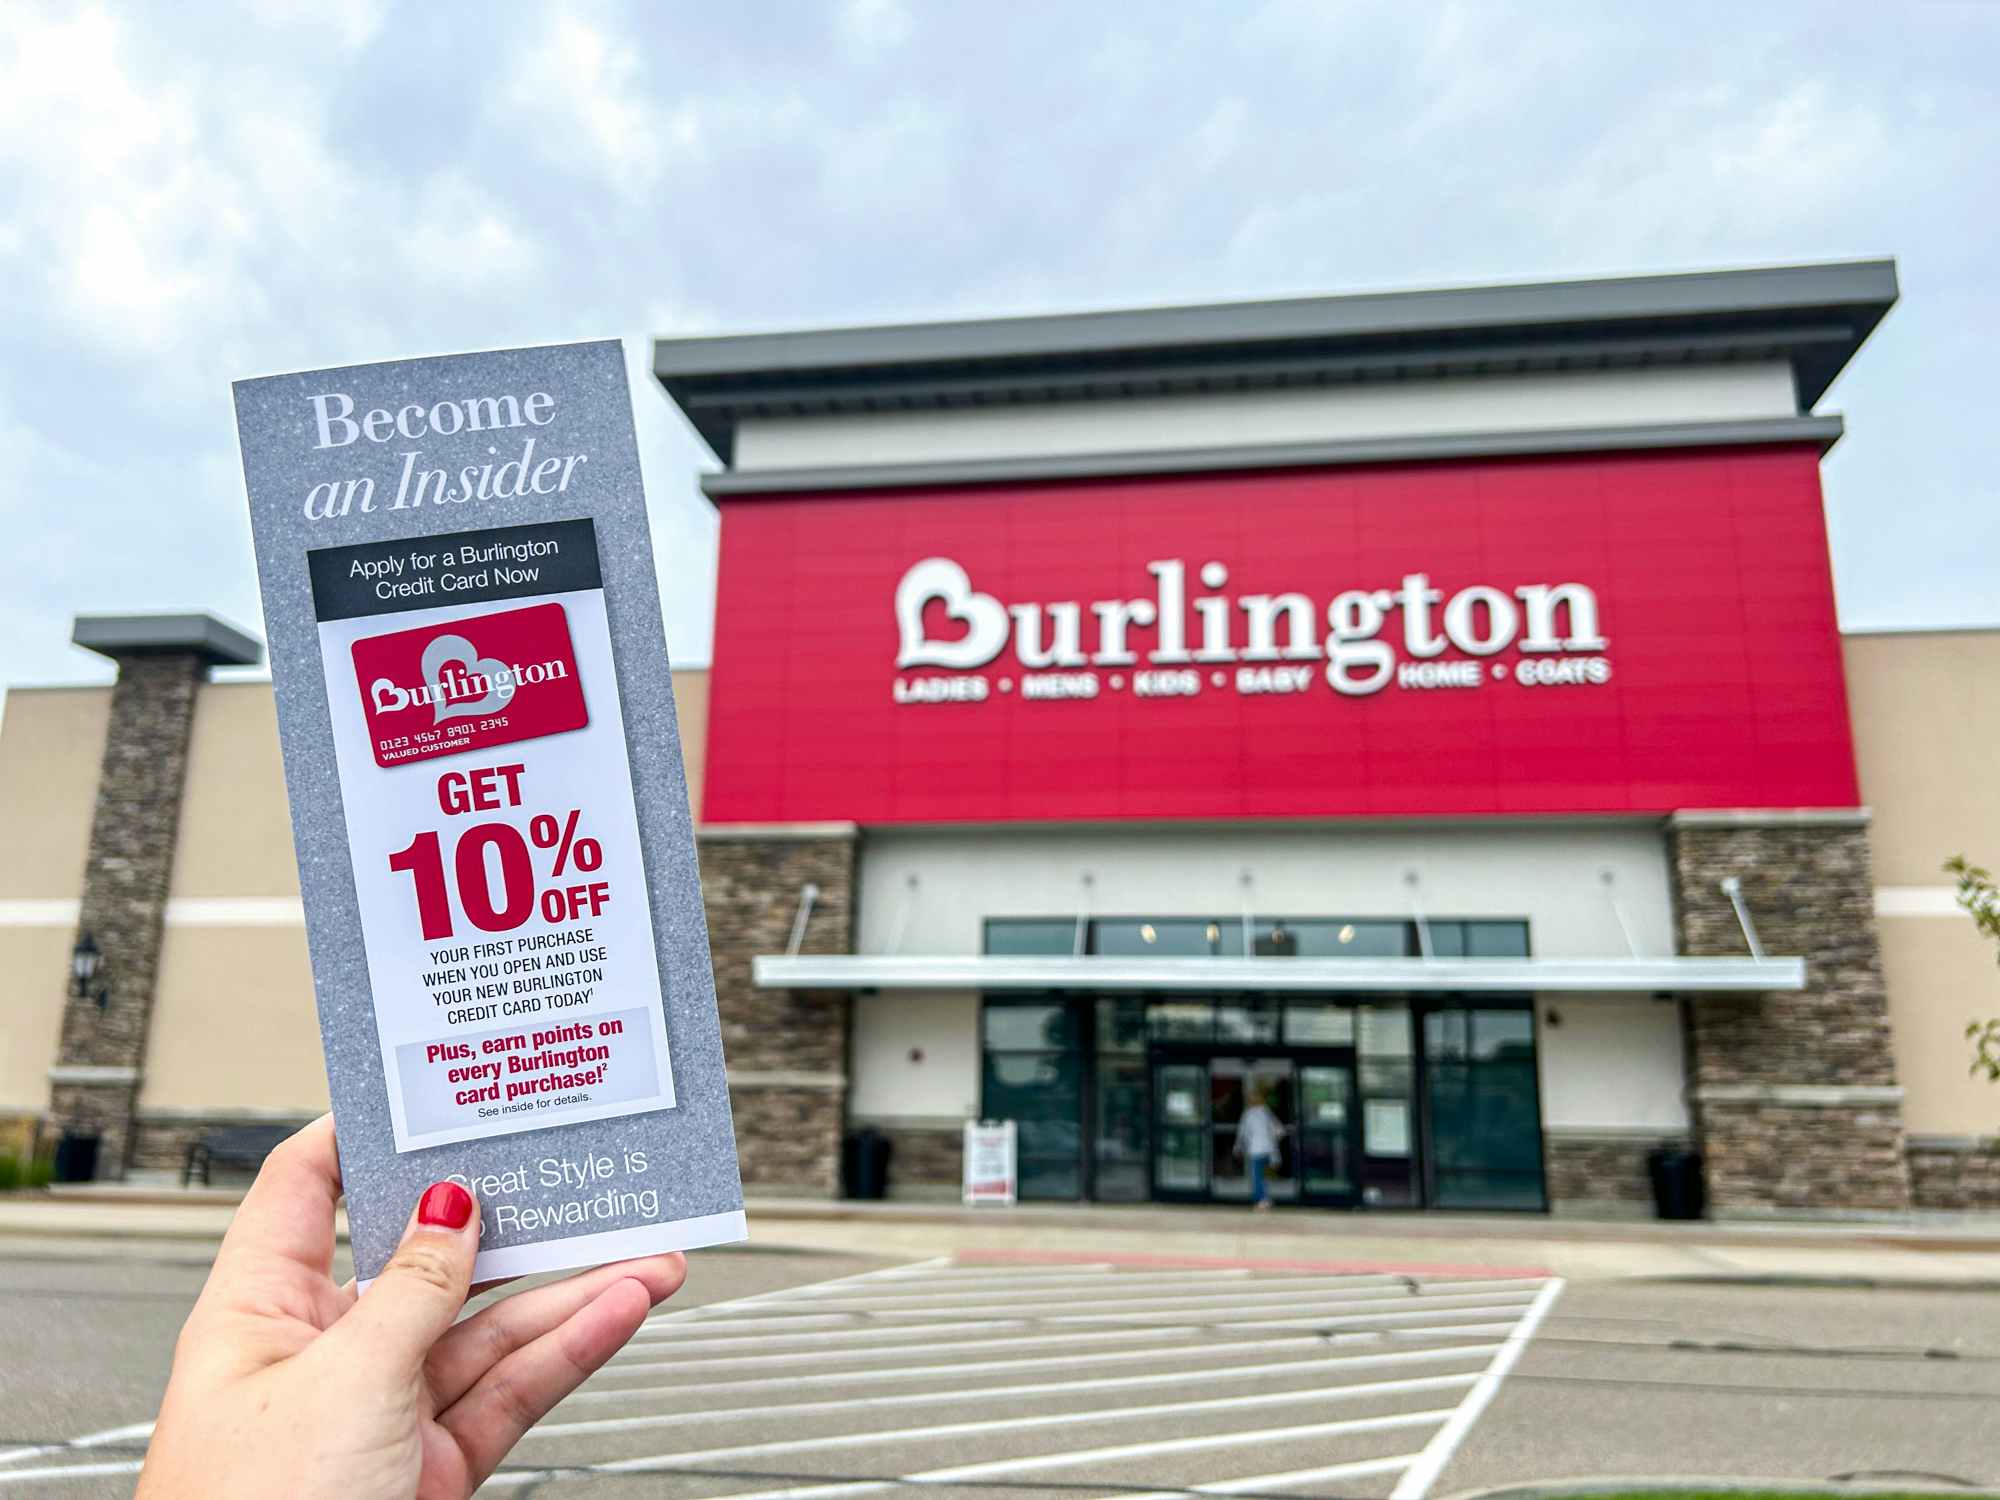 Become
an Insider
Apply for a Burlington
Credit Card Now
Burlington
0123 4567 8901 2345
VALUED CUSTOMER
GET
10% OFF
YOUR FIRST PURCHASE
WHEN YOU OPEN AND USE
YOUR NEW BURLINGTON
CREDIT CARD TODAY¹
Plus, earn points on
every Burlington
card purchase!²
See inside for details.
Great Style is
Rewarding
Burlington
LADIES • MENS • KIDS • BABY HOME • COATS